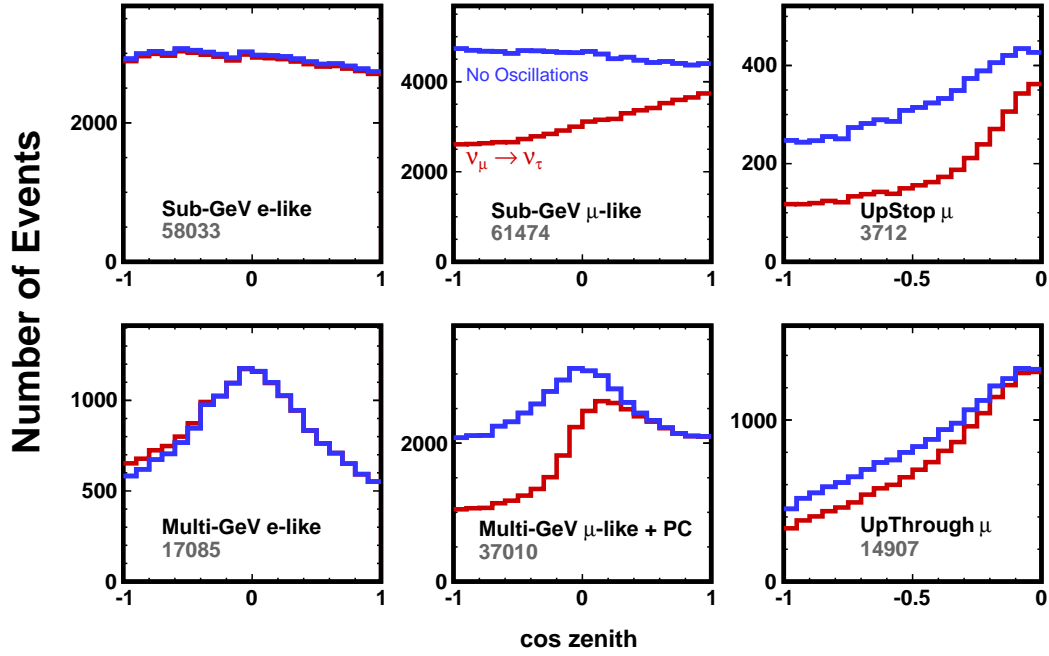 Number of Events
2000
0
-1 0 1
Sub-GeV e-like
58033
4000
2000
0
-1 0 1
No Oscillations
νμ → ντ
Sub-GeV μ-like
61474
400
200
0
-1 -0.5 0
UpStop μ
3712
1000
500
0
-1 0 1
Multi-GeV e-like
17085
2000
0
-1 0 1
Multi-GeV μ-like + PC
37010
1000
0
-1 -0.5 0
UpThrough μ
14907
cos zenith